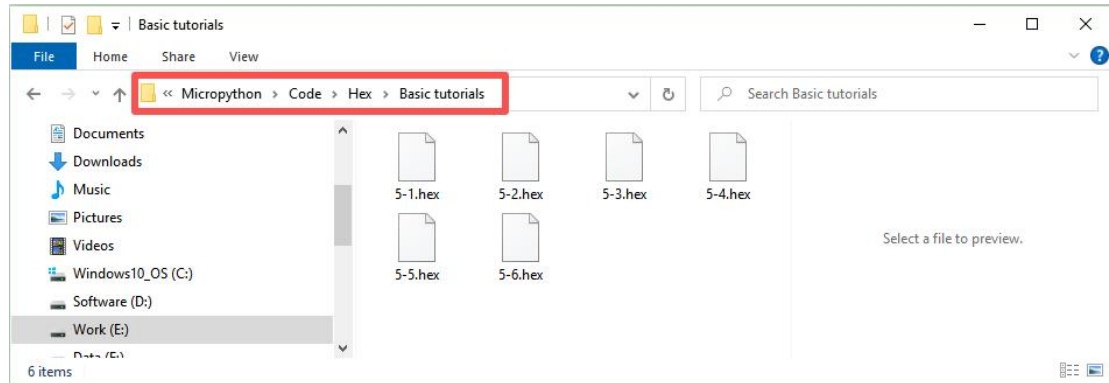 Basic tutorials
File Home Share View
« Micropython > Code > Hex > Basic tutorials
Search Basic tutorials
Documents
Downloads
Music
Pictures
Videos
Windows10_OS (C:)
Software (D:)
Work (E:)
Data (F:)
5-1.hex 5-2.hex 5-3.hex 5-4.hex
5-5.hex 5-6.hex
Select a file to preview.
6 items